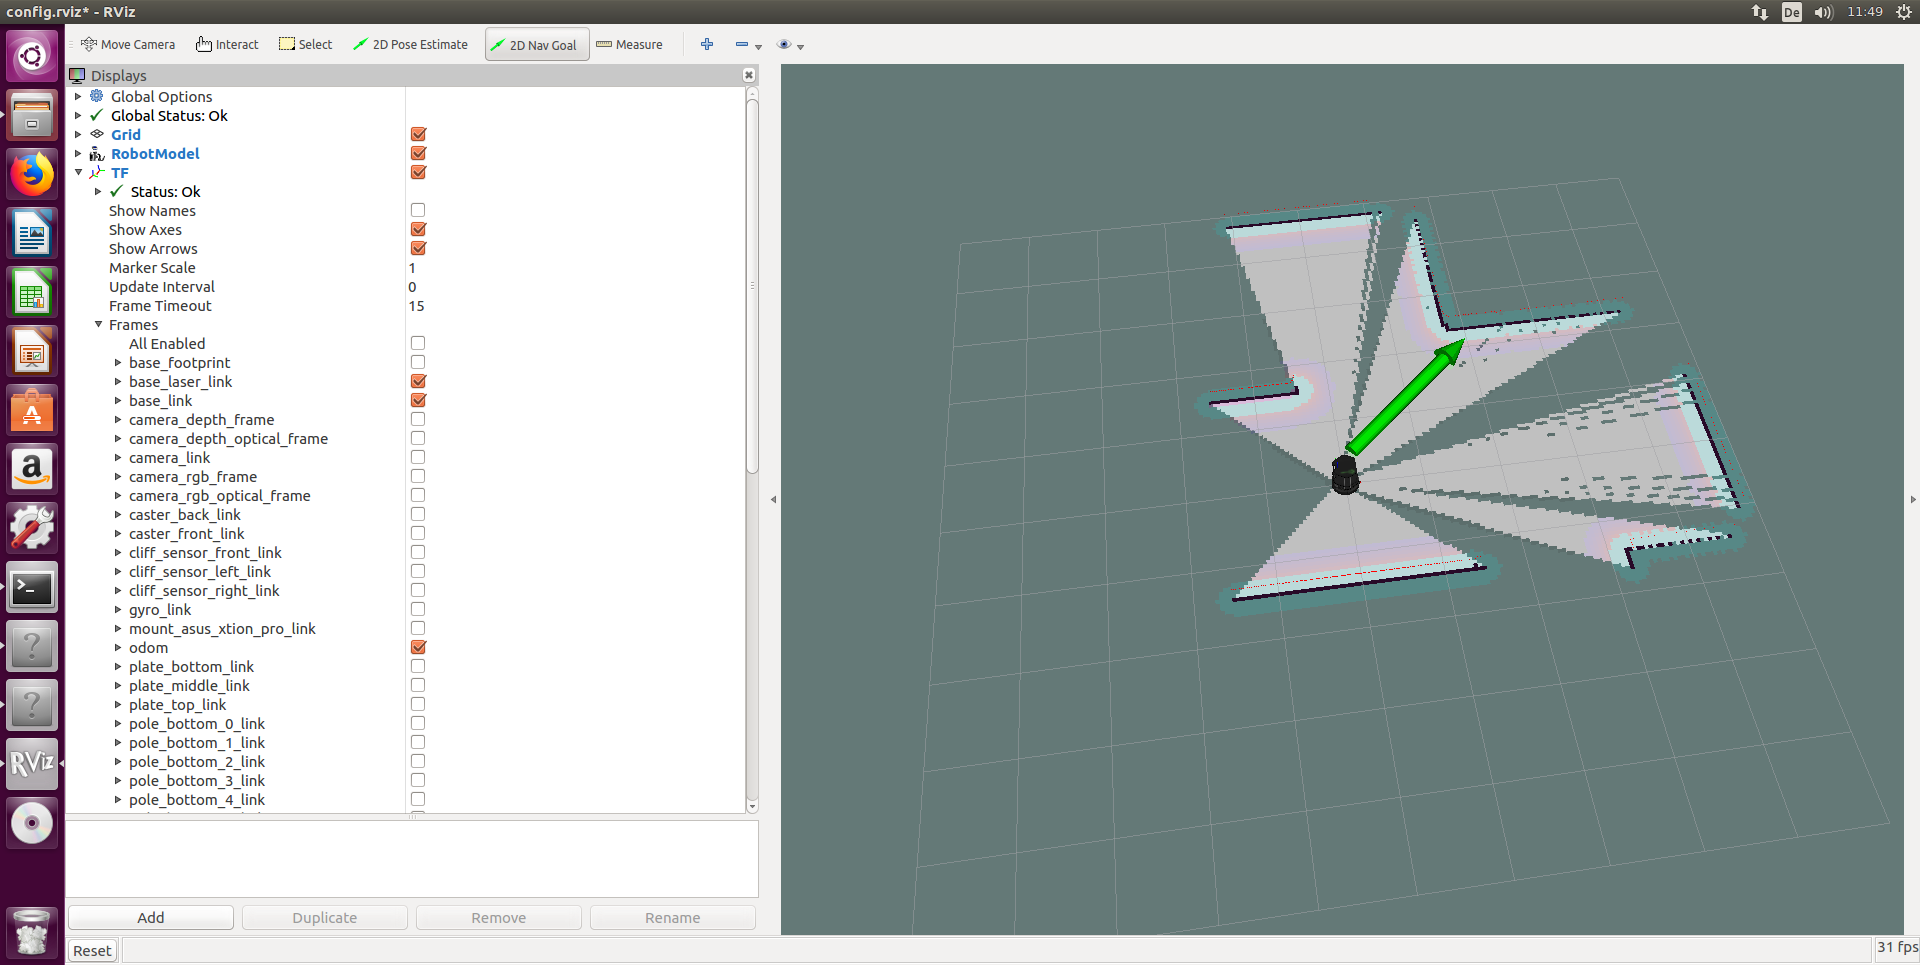 config.rviz* - RViz
De
11:49
Move Camera
Interact
Select
2D Pose Estimate
2D Nav Goal
Measure
Displays
Global Options
Global Status: Ok
Grid
RobotModel
TF
Status: Ok
Show Names
Show Axes
Show Arrows
Marker Scale 1
Update Interval 0
Frame Timeout 15
Frames
All Enabled
base_footprint
base_laser_link
base_link
camera_depth_frame
camera_depth_optical_frame
camera_link
camera_rgb_frame
camera_rgb_optical_frame
caster_back_link
caster_front_link
cliff_sensor_front_link
cliff_sensor_left_link
cliff_sensor_right_link
gyro_link
mount_asus_xtion_pro_link
odom
plate_bottom_link
plate_middle_link
plate_top_link
pole_bottom_0_link
pole_bottom_1_link
pole_bottom_2_link
pole_bottom_3_link
pole_bottom_4_link
Add
Duplicate
Remove
Rename
Reset
31 fps
A
a
>_
?
?
RViz